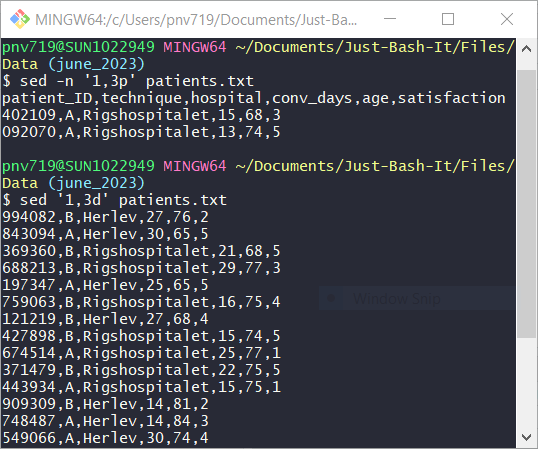 MINGW64:/c/Users/pnv719/Documents/Just-Ba...
pnv719@SUN1022949 MINGW64 ~/Documents/Just-Bash-It/Files/
Data (june_2023)
$ sed -n '1,3p' patients.txt
patient_ID,technique,hospital,conv_days,age,satisfaction
402109,A,Rigshospitalet,15,68,3
092070,A,Rigshospitalet,13,74,5
pnv719@SUN1022949 MINGW64 ~/Documents/Just-Bash-It/Files/
Data (june_2023)
$ sed '1,3d' patients.txt
994082,B,Herlev,27,76,2
843094,A,Herlev,30,65,5
369360,B,Rigshospitalet,21,68,5
688213,B,Rigshospitalet,29,77,3
197347,A,Herlev,25,65,5
759063,B,Rigshospitalet,16,75,4
Window Snip
121219,B,Herlev,27,68,4
427898,B,Rigshospitalet,15,74,5
674514,A,Rigshospitalet,25,77,1
371479,B,Rigshospitalet,22,75,5
443934,A,Rigshospitalet,15,75,1
909309,B,Herlev,14,81,2
748487,A,Herlev,14,84,3
549066,A,Herlev,30,74,4